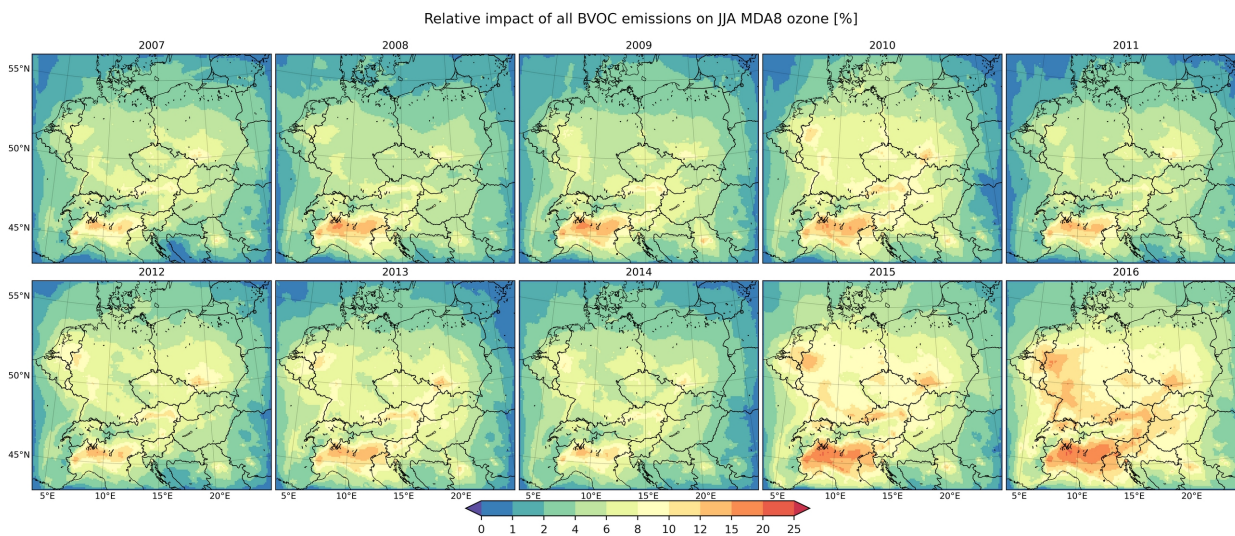 Relative impact of all BVOC emissions on JJA MDA8 ozone [%]
2007 2008 2009 2010 2011
55°N
50°N
45°N
2012 2013 2014 2015 2016
55°N
50°N
45°N
5°E 10°E 15°E 20°E 5°E 10°E 15°E 20°E 5°E 10°E 15°E 20°E 5°E 10°E 15°E 20°E 5°E 10°E 15°E 20°E
0 1 2 4 6 8 10 12 15 20 25